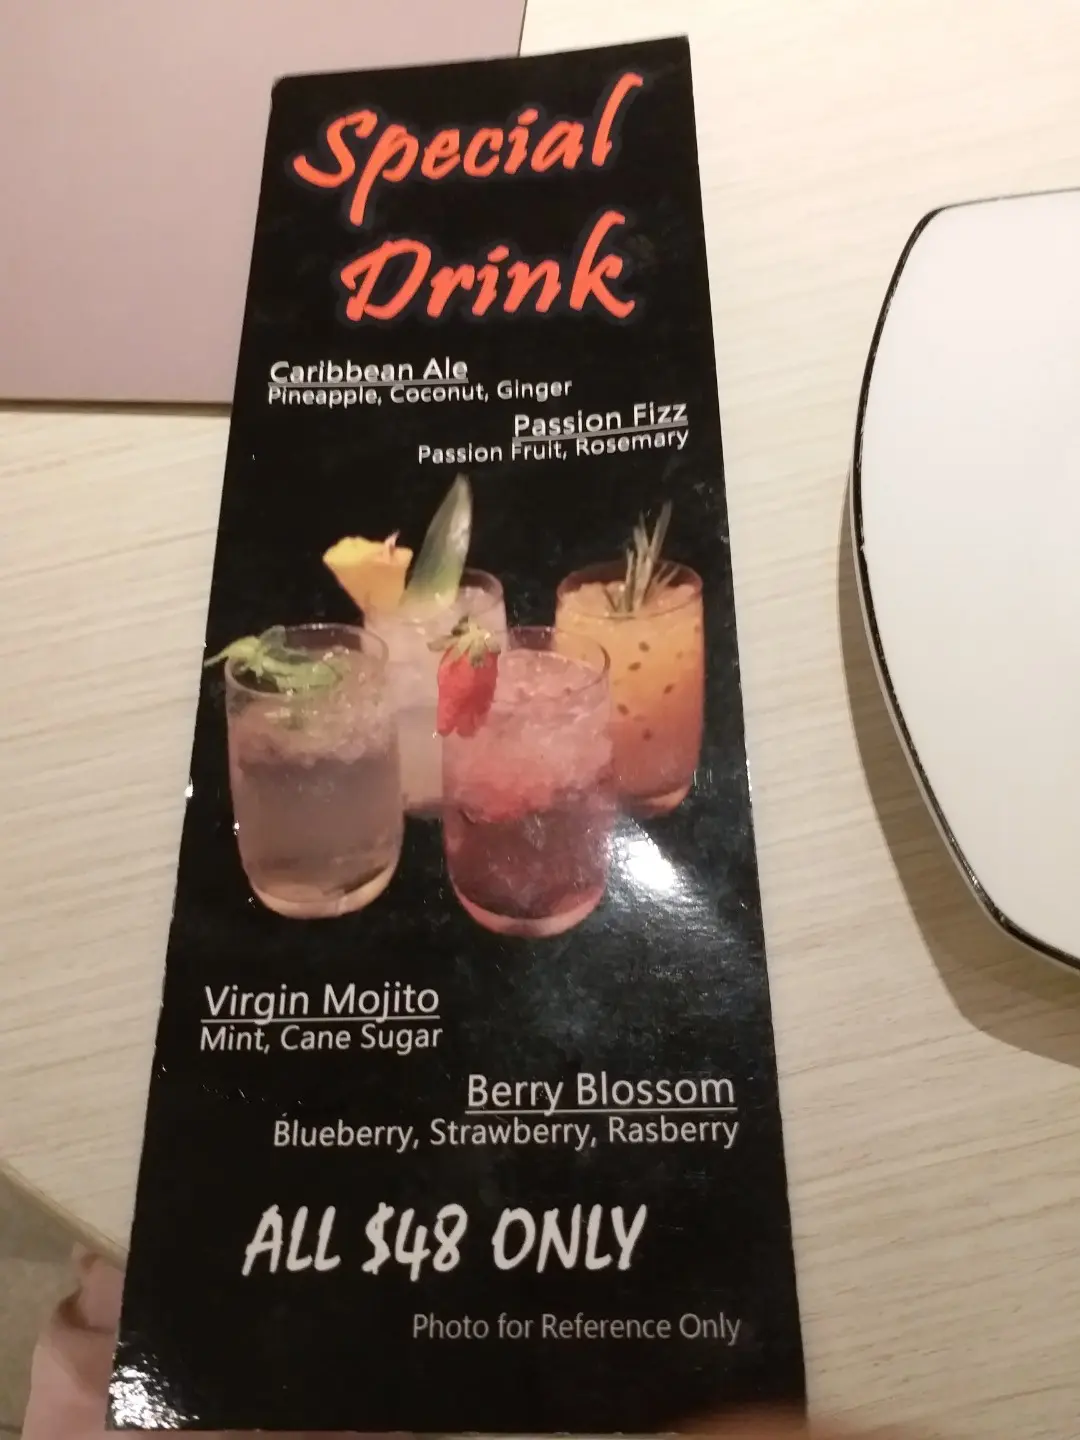 Special
Drink
Caribbean Ale
Pineapple, Coconut, Ginger
Passion Fizz
Passion Fruit, Rosemary
Virgin Mojito
Mint, Cane Sugar
Berry Blossom
Blueberry, Strawberry, Rasberry
ALL $48 ONLY
Photo for Reference Only